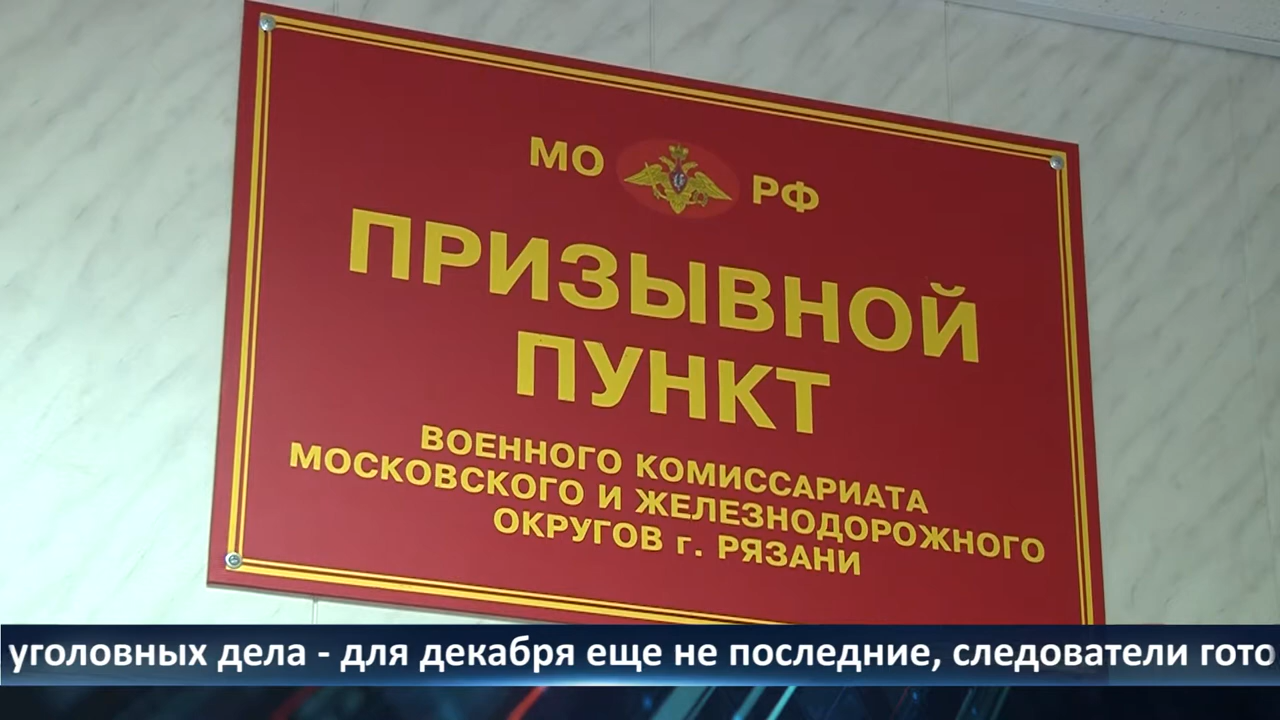 МО РФ
ПРИЗЫВНОЙ
ПУНКТ
ВОЕННОГО КОМИССАРИАТА
МОСКОВСКОГО И ЖЕЛЕЗНОДОРОЖНОГО
ОКРУГОВ г. РЯЗАНИ
уголовных дела - для декабря еще не последние, следователи гото